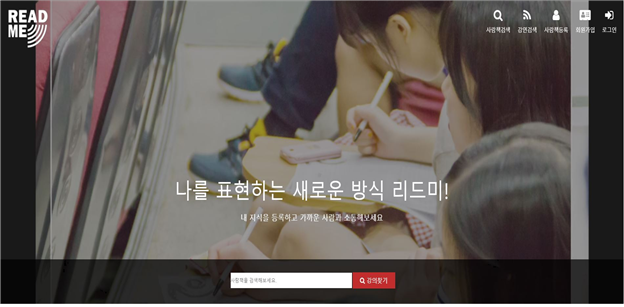 READ
ME
사람책검색
강연검색
사람책등록
회원가입
로그인
나를 표현하는 새로운 방식 리드미!
내 지식을 등록하고 가까운 사람과 소통해보세요
사람책을 검색해보세요
강의찾기